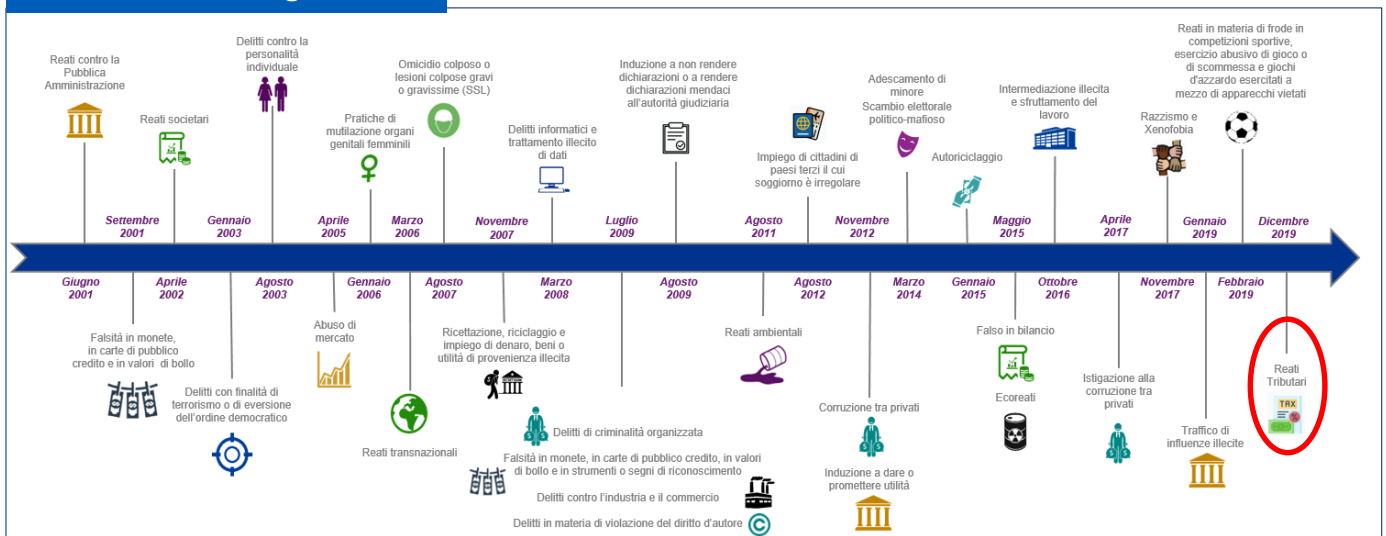 Reati contro la
Pubblica
Amministrazione
Reati societari
Delitti contro la
personalità
individuale
Pratiche di
mutilazione organi
genitali femminili
Omicidio colposo o
lesioni colpose gravi
o gravissime (SSL)
Delitti informatici e
trattamento illecito
di dati
Induzione a non rendere
dichiarazioni o a rendere
dichiarazioni mendaci
all'autorità giudiziaria
Impiego di cittadini di
paesi terzi il cui
soggiorno è irregolare
Adescamento di
minore
Scambio elettorale
politico-mafioso
Autoriciclaggio
Intermediazione illecita
e sfruttamento del
lavoro
Razzismo e
Xenofobia
Reati in materia di frode in
competizioni sportive,
esercizio abusivo di gioco o
di scommessa e giochi
d'azzardo esercitati a
mezzo di apparecchi vietati
Settembre
2001
Gennaio
2003
Aprile
2005
Marzo
2006
Novembre
2007
Luglio
2009
Agosto
2011
Novembre
2012
Maggio
2015
Aprile
2017
Gennaio
2019
Dicembre
2019
Giugno
2001
Aprile
2002
Agosto
2003
Gennaio
2006
Agosto
2007
Marzo
2008
Agosto
2009
Agosto
2012
Marzo
2014
Gennaio
2015
Ottobre
2016
Novembre
2017
Febbraio
2019
Falsità in monete,
in carte di pubblico
credito e in valori di bollo
Delitti con finalità di
terrorismo o di eversione
dell'ordine democratico
Abuso di
mercato
Reati transnazionali
Ricettazione, riciclaggio e
impiego di denaro, beni o
utilità di provenienza illecita
Delitti di criminalità organizzata
Falsità in monete, in carte di pubblico credito, in valori
di bollo e in strumenti o segni di riconoscimento
Delitti contro l'industria e il commercio
Delitti in materia di violazione del diritto d'autore
©
Reati ambientali
Corruzione tra privati
Induzione a dare o
promettere utilità
Falso in bilancio
Ecoreati
Istigazione alla
corruzione tra
privati
Traffico di
influenze illecite
Reati
Tributari
TAX
%